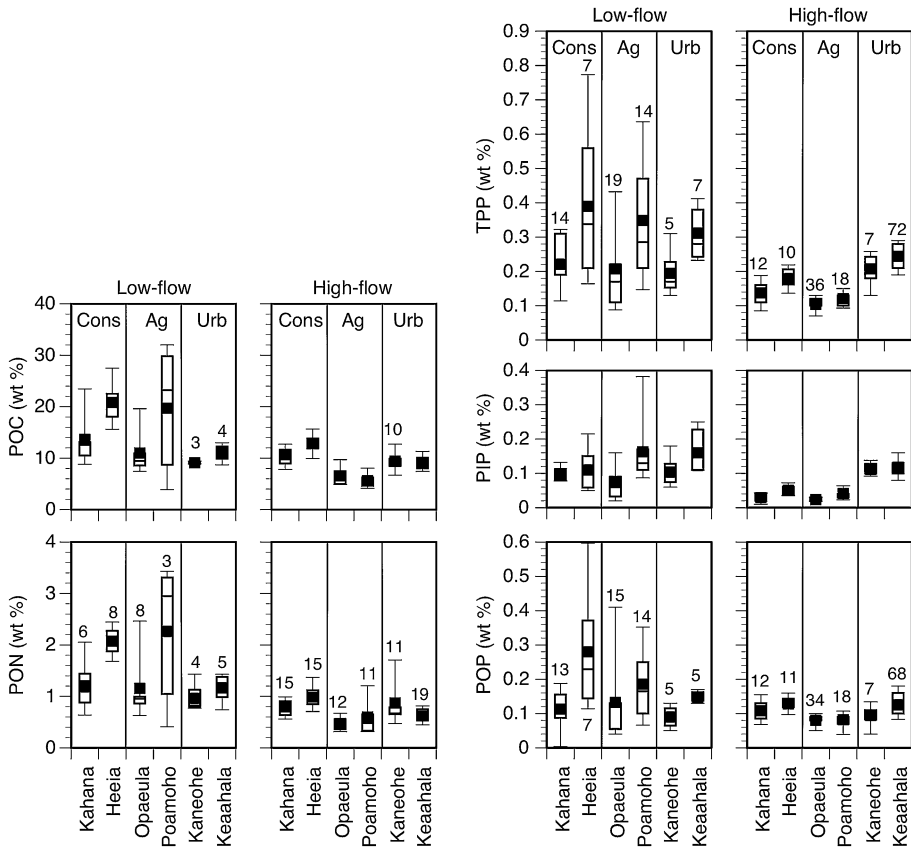 Low-flow High-flow
Cons Ag Urb Cons Ag Urb
TPP (wt %)
0.9
0.8
0.7
0.6
0.5
0.4
0.3
0.2
0.1
0
14 7 19 14 5 7
12 10 36 18 7 72
Low-flow High-flow
Cons Ag Urb Cons Ag Urb
POC (wt %)
40
30
20
10
0
3 4
10
PIP (wt %)
0.4
0.3
0.2
0.1
0
PON (wt %)
4
3
2
1
0
6 8 8 3 4 5
15 15 12 11 11 19
POP (wt %)
0.6
0.5
0.4
0.3
0.2
0.1
0
13 7 15 14 5 5
12 11 34 18 7 68
Kahana Heeia Opaeula Poamoho Kaneohe Keaahala
Kahana Heeia Opaeula Poamoho Kaneohe Keaahala
Kahana Heeia Opaeula Poamoho Kaneohe Keaahala
Kahana Heeia Opaeula Poamoho Kaneohe Keaahala